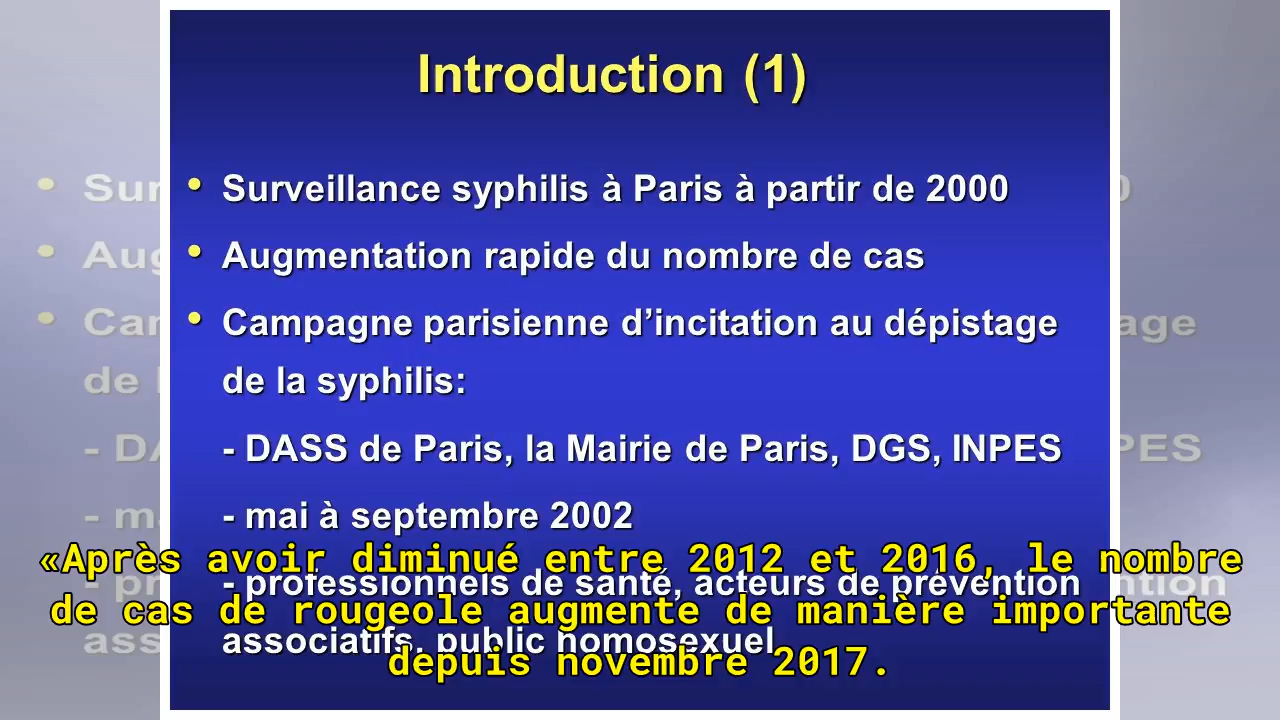 Introduction (1)
• Surveillance syphilis à Paris à partir de 2000
• Augmentation rapide du nombre de cas
• Campagne parisienne d’incitation au dépistage
de la syphilis:
- DASS de Paris, la Mairie de Paris, DGS, INPES
- mai à septembre 2002
- professionnels de santé, acteurs de prévention
associatifs, public homosexuel
«Après avoir diminué entre 2012 et 2016, le nombre
de cas de rougeole augmente de manière importante
depuis novembre 2017.